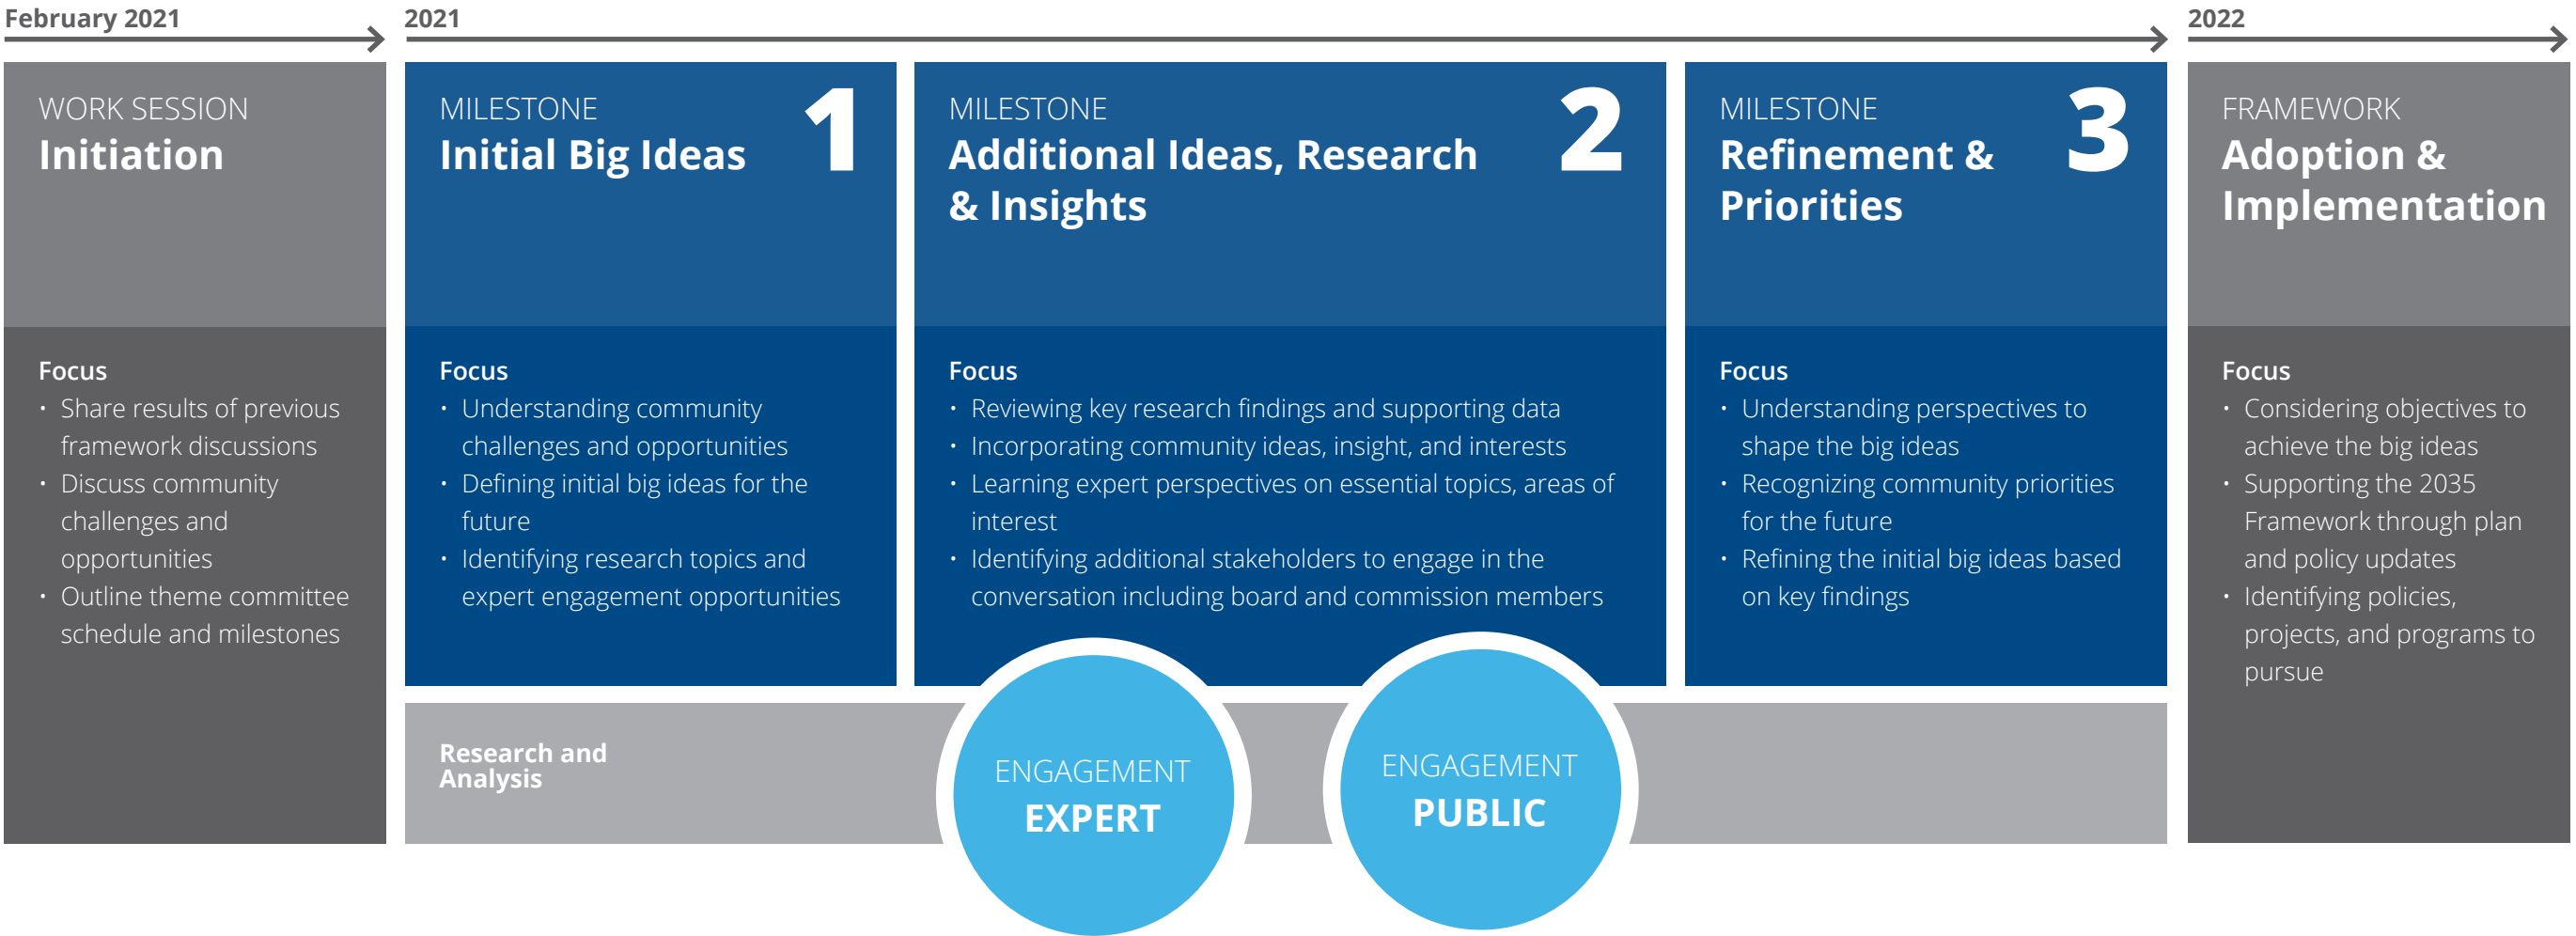 February 2021
WORK SESSION
Initiation
Focus
• Share results of previous
framework discussions
• Discuss community
challenges and
opportunities
• Outline theme committee
schedule and milestones
2021
MILESTONE
Initial Big Ideas
1
Focus
• Understanding community
challenges and opportunities
• Defining initial big ideas for the
future
• Identifying research topics and
expert engagement opportunities
MILESTONE
Additional Ideas, Research
& Insights
2
Focus
• Reviewing key research findings and supporting data
• Incorporating community ideas, insight, and interests
• Learning expert perspectives on essential topics, areas of
interest
• Identifying additional stakeholders to engage in the
conversation including board and commission members
MILESTONE
Refinement &
Priorities
3
Focus
• Understanding perspectives to
shape the big ideas
• Recognizing community priorities
for the future
• Refining the initial big ideas based
on key findings
Research and
Analysis
ENGAGEMENT
EXPERT
ENGAGEMENT
PUBLIC
2022
FRAMEWORK
Adoption &
Implementation
Focus
• Considering objectives to
achieve the big ideas
• Supporting the 2035
Framework through plan
and policy updates
• Identifying policies,
projects, and programs to
pursue